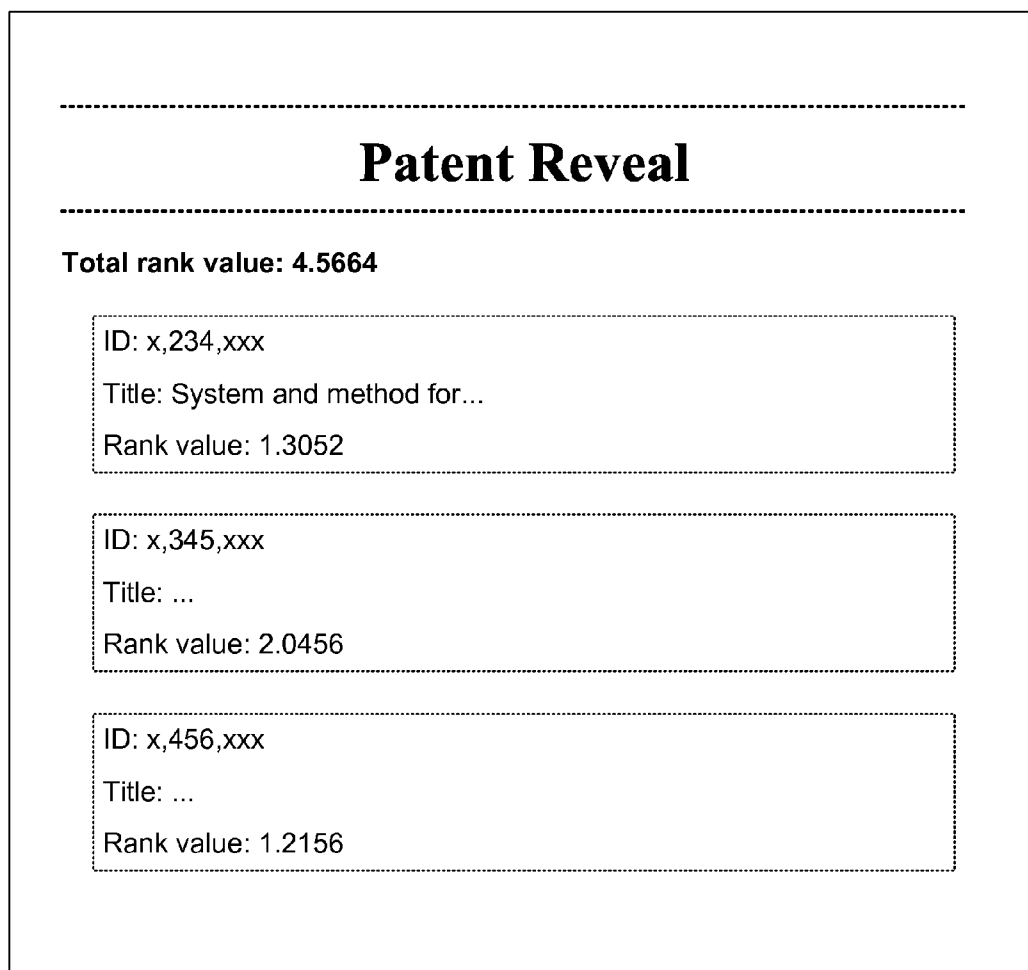 Patent Reveal
Total rank value: 4.5664
ID: x,234,xxx
Title: System and method for...
Rank value: 1.3052
ID: x,345,xxx
Title: ...
Rank value: 2.0456
ID: x,456,xxx
Title: ...
Rank value: 1.2156